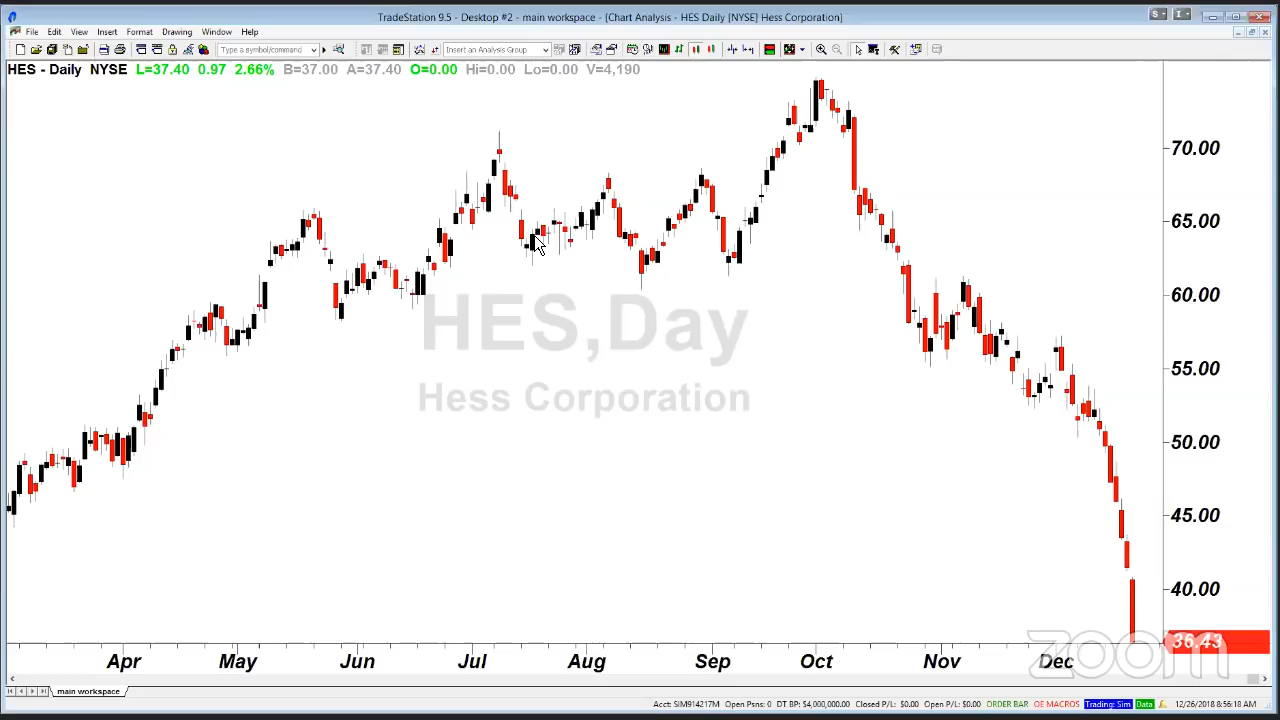 TradeStation 9.5 - Desktop #2 - main workspace - [Chart Analysis - HES Daily [NYSE] Hess Corporation]
S I
File Edit View Insert Format Drawing Window Help
Type a symbol/command Insert an Analysis Group
HES - Daily NYSE L=37.40 0.97 2.66% B=37.00 A=37.40 O=0.00 Hi=0.00 Lo=0.00 V=4,190
70.00
65.00
60.00
HES,Day
55.00
Hess Corporation
50.00
45.00
40.00
36.43
zoom
Apr May Jun Jul Aug Sep Oct Nov Dec
main workspace
Acct: SIM914217M Open Psns: 0 DT BP: $4,000,000.00 Closed P/L: $0.00 Open P/L: $0.00 ORDER BAR OE MACROS Trading: Sim Data 12/26/2018 8:56:18 AM